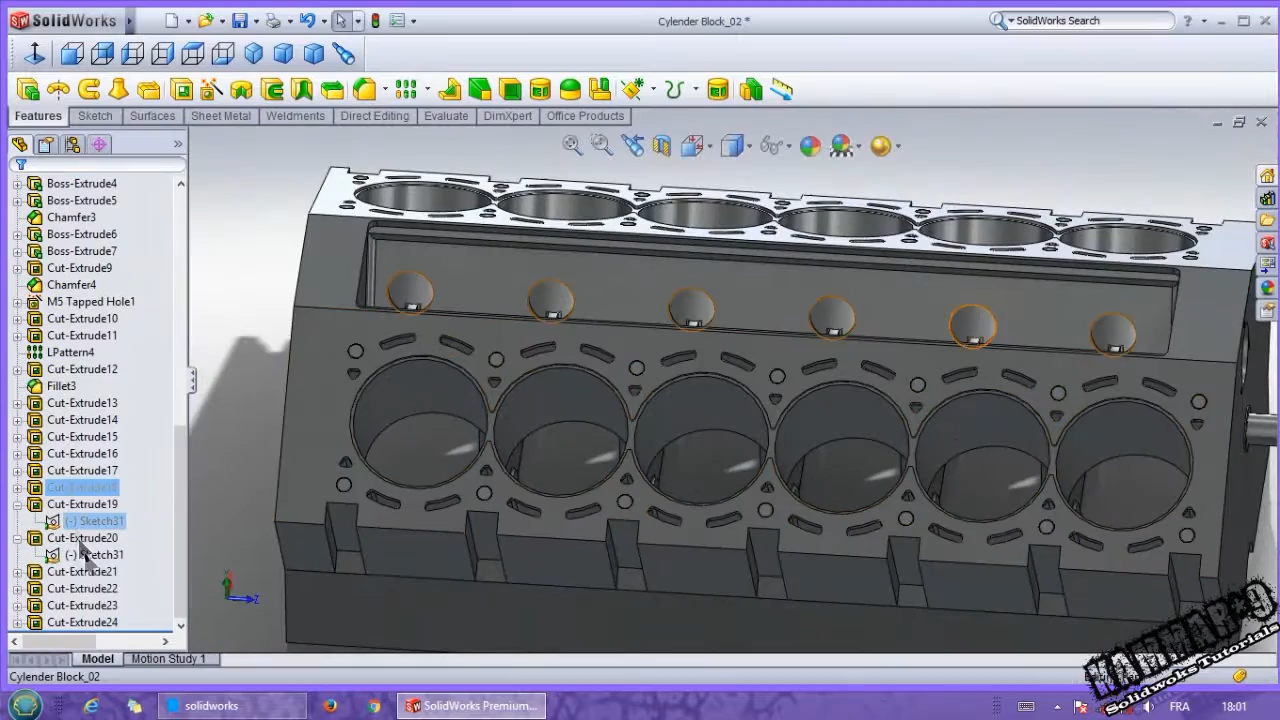 SolidWorks
Cylender Block_02 *
SolidWorks Search
Features
Sketch
Surfaces
Sheet Metal
Weldments
Direct Editing
Evaluate
DimXpert
Office Products
Boss-Extrude4
Boss-Extrude5
Chamfer3
Boss-Extrude6
Boss-Extrude7
Cut-Extrude9
Chamfer4
M5 Tapped Hole1
Cut-Extrude10
Cut-Extrude11
LPattern4
Cut-Extrude12
Fillet3
Cut-Extrude13
Cut-Extrude14
Cut-Extrude15
Cut-Extrude16
Cut-Extrude17
Cut-Extrude18
Cut-Extrude19
(-) Sketch31
Cut-Extrude20
(-) Sketch31
Cut-Extrude21
Cut-Extrude22
Cut-Extrude23
Cut-Extrude24
Z
Model
Motion Study 1
Cylender Block_02
Solidwoks Tutorials
solidworks
SolidWorks Premium...
FR
18:01